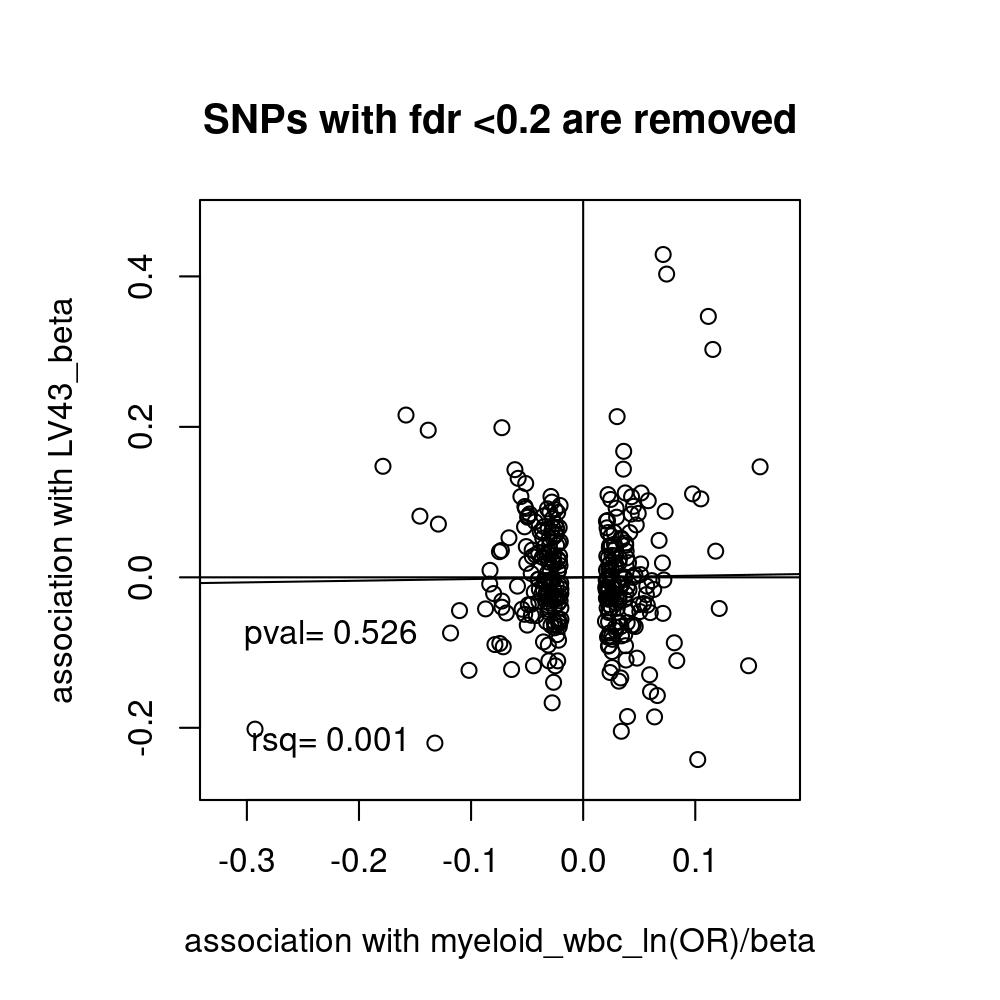 SNPs with fdr <0.2 are removed
association with LV43_beta
0.4
0.2
0.0
-0.2
pval= 0.526
rsq= 0.001
-0.3 -0.2 -0.1 0.0 0.1
association with myeloid_wbc_ln(OR)/beta